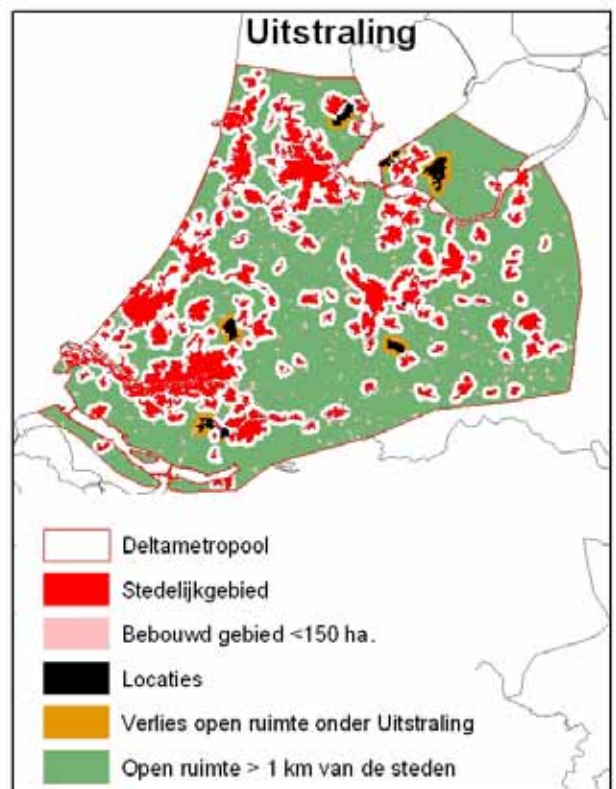 Uitstraling
Deltametropool
Stedelijkgebied
Bebouwd gebied <150 ha.
Locaties
Verlies open ruimte onder Uitstraling
Open ruimte > 1 km van de steden